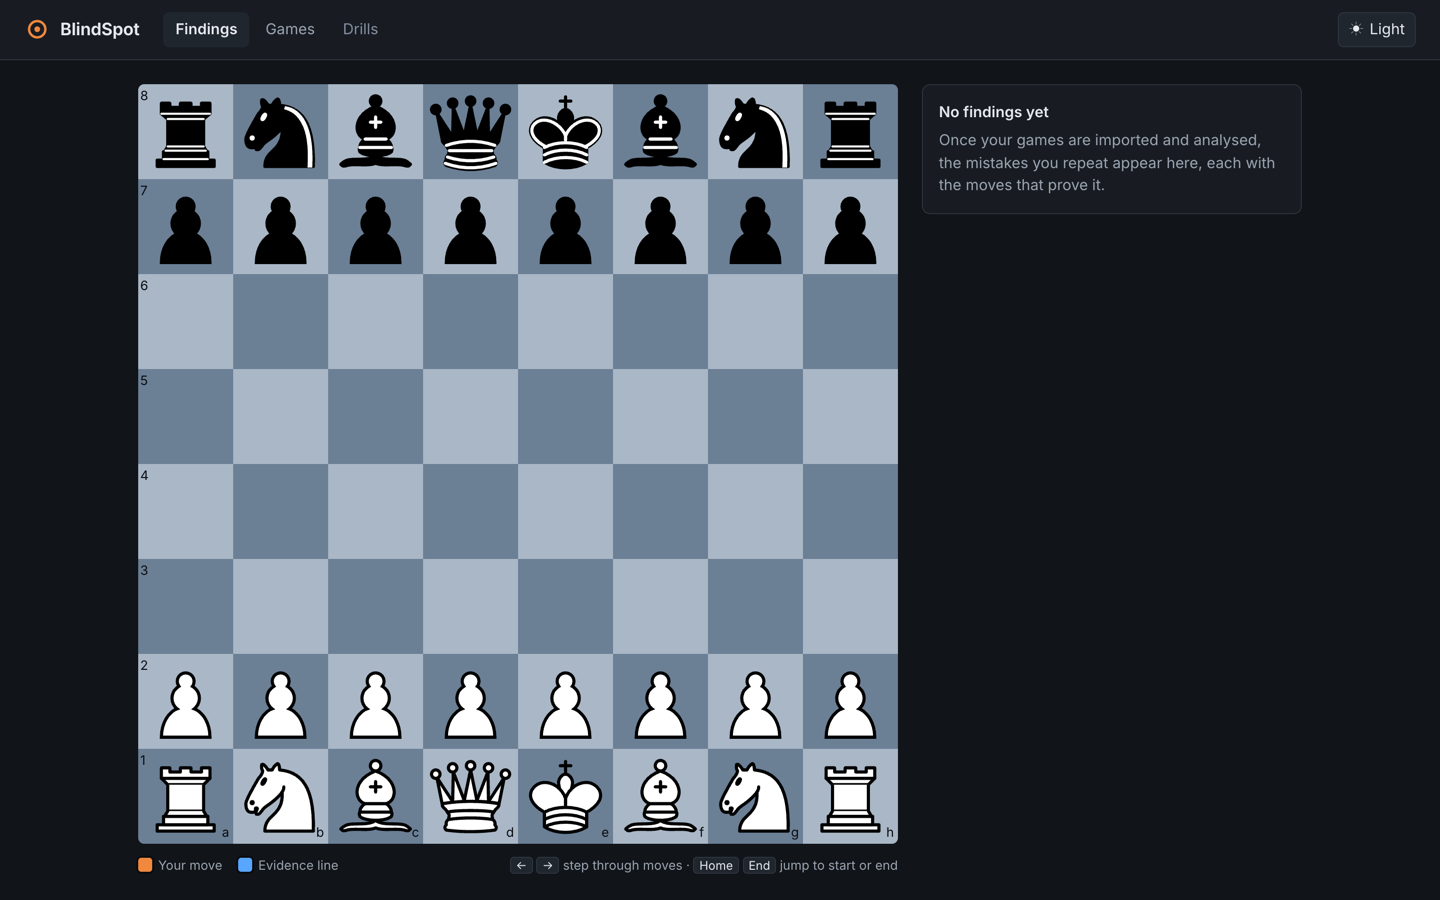 BlindSpot Findings Games Drills Light
No findings yet
Once your games are imported and analysed,
the mistakes you repeat appear here, each with
the moves that prove it.
8
7
6
5
4
3
2
1
a b c d e f g h
Your move Evidence line ← → step through moves · Home End jump to start or end